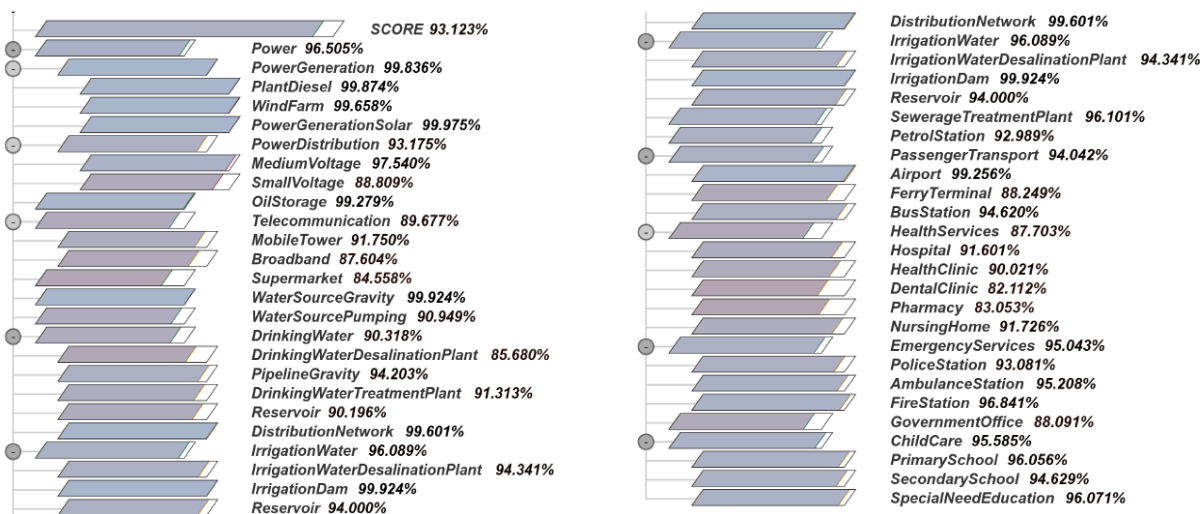 SCORE 93.123%
Power 96.505%
PowerGeneration 99.836%
PlantDiesel 99.874%
WindFarm 99.658%
PowerGenerationSolar 99.975%
PowerDistribution 93.175%
MediumVoltage 97.540%
SmallVoltage 88.809%
OilStorage 99.279%
Telecommunication 89.677%
MobileTower 91.750%
Broadband 87.604%
Supermarket 84.558%
WaterSourceGravity 99.924%
WaterSourcePumping 90.949%
DrinkingWater 90.318%
DrinkingWaterDesalinationPlant 85.680%
PipelineGravity 94.203%
DrinkingWaterTreatmentPlant 91.313%
Reservoir 90.196%
DistributionNetwork 99.601%
IrrigationWater 96.089%
IrrigationWaterDesalinationPlant 94.341%
IrrigationDam 99.924%
Reservoir 94.000%
DistributionNetwork 99.601%
IrrigationWater 96.089%
IrrigationWaterDesalinationPlant 94.341%
IrrigationDam 99.924%
Reservoir 94.000%
SewerageTreatmentPlant 96.101%
PetrolStation 92.989%
PassengerTransport 94.042%
Airport 99.256%
FerryTerminal 88.249%
BusStation 94.620%
HealthServices 87.703%
Hospital 91.601%
HealthClinic 90.021%
DentalClinic 82.112%
Pharmacy 83.053%
NursingHome 91.726%
EmergencyServices 95.043%
PoliceStation 93.081%
AmbulanceStation 95.208%
FireStation 96.841%
GovernmentOffice 88.091%
ChildCare 95.585%
PrimarySchool 96.056%
SecondarySchool 94.629%
SpecialNeedEducation 96.071%